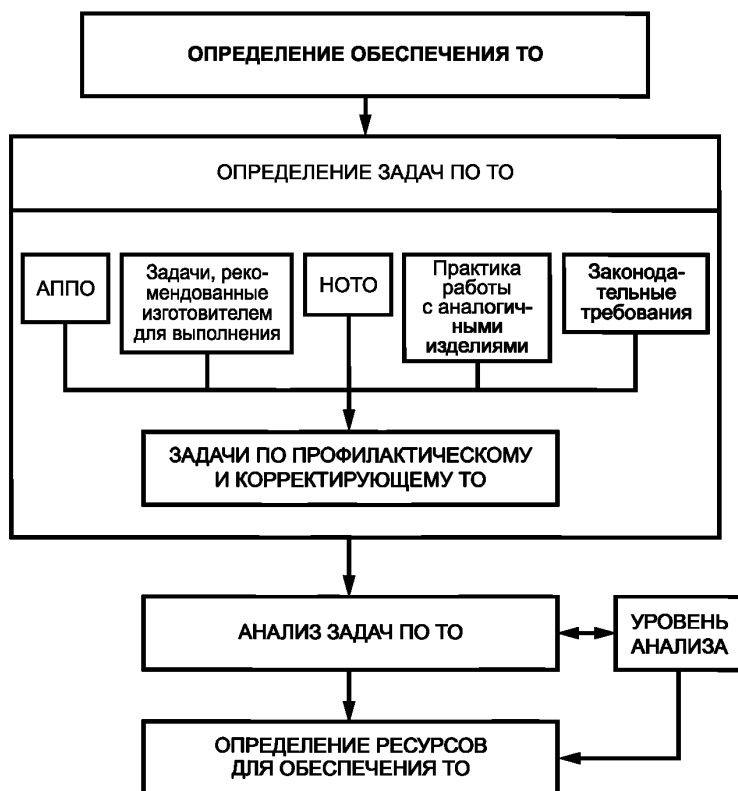 ОПРЕДЕЛЕНИЕ ОБЕСПЕЧЕНИЯ ТО
ОПРЕДЕЛЕНИЕ ЗАДАЧ ПО ТО
АППО
Задачи, реко-
мендованные
изготовителем
для выполнения
НОТО
Практика
работы
с аналогич-
ными
изделиями
Законода-
тельные
требования
ЗАДАЧИ ПО ПРОФИЛАКТИЧЕСКОМУ
И КОРРЕКТИРУЮЩЕМУ ТО
АНАЛИЗ ЗАДАЧ ПО ТО
УРОВЕНЬ
АНАЛИЗА
ОПРЕДЕЛЕНИЕ РЕСУРСОВ
ДЛЯ ОБЕСПЕЧЕНИЯ ТО